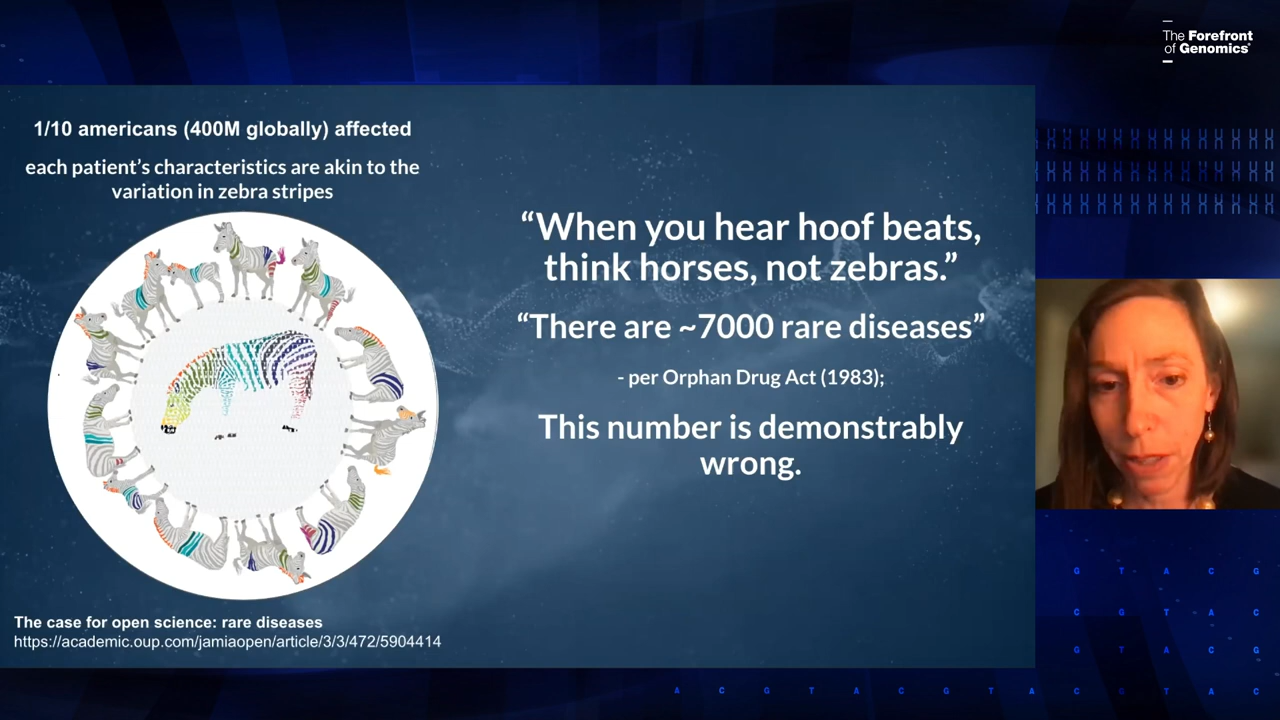 The Forefront
of Genomics®
1/10 americans (400M globally) affected
each patient's characteristics are akin to the
variation in zebra stripes
“When you hear hoof beats,
think horses, not zebras.”
“There are ~7000 rare diseases”
- per Orphan Drug Act (1983);
This number is demonstrably
wrong.
The case for open science: rare diseases
https://academic.oup.com/jamiaopen/article/3/3/472/5904414
G T A C G
C G T A C
G T A C G
A C G T A C G T A C G T A C